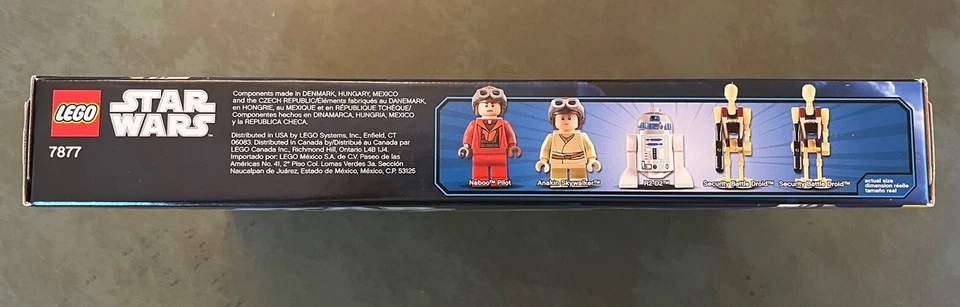 LEGO
STAR
WARS™
7877
Components made in DENMARK, HUNGARY, MEXICO
and the CZECH REPUBLIC/Eléments fabriqués au DANEMARK,
en HONGRIE, au MEXIQUE et en RÉPUBLIQUE TCHÈQUE/
Componentes hechos en DINAMARCA, HUNGRIA, MEXICO
y la REPUBLICA CHECA.
Distributed in USA by LEGO Systems, Inc., Enfield, CT
06083. Distributed in Canada by/Distribué au Canada par
LEGO Canada Inc., Richmond Hill, Ontario L4B 1J4.
Importado por: LEGO México S.A. de C.V. Paseo de las
Américas No. 41, 2° Piso Col. Lomas Verdes 3a. Sección
Naucalpan de Juárez, Estado de México, México, C.P. 53125
Naboo™ Pilot
Anakin Skywalker™
R2-D2™
Security Battle Droid™
Security Battle Droid™
actual size
dimension réelle
tamaño real